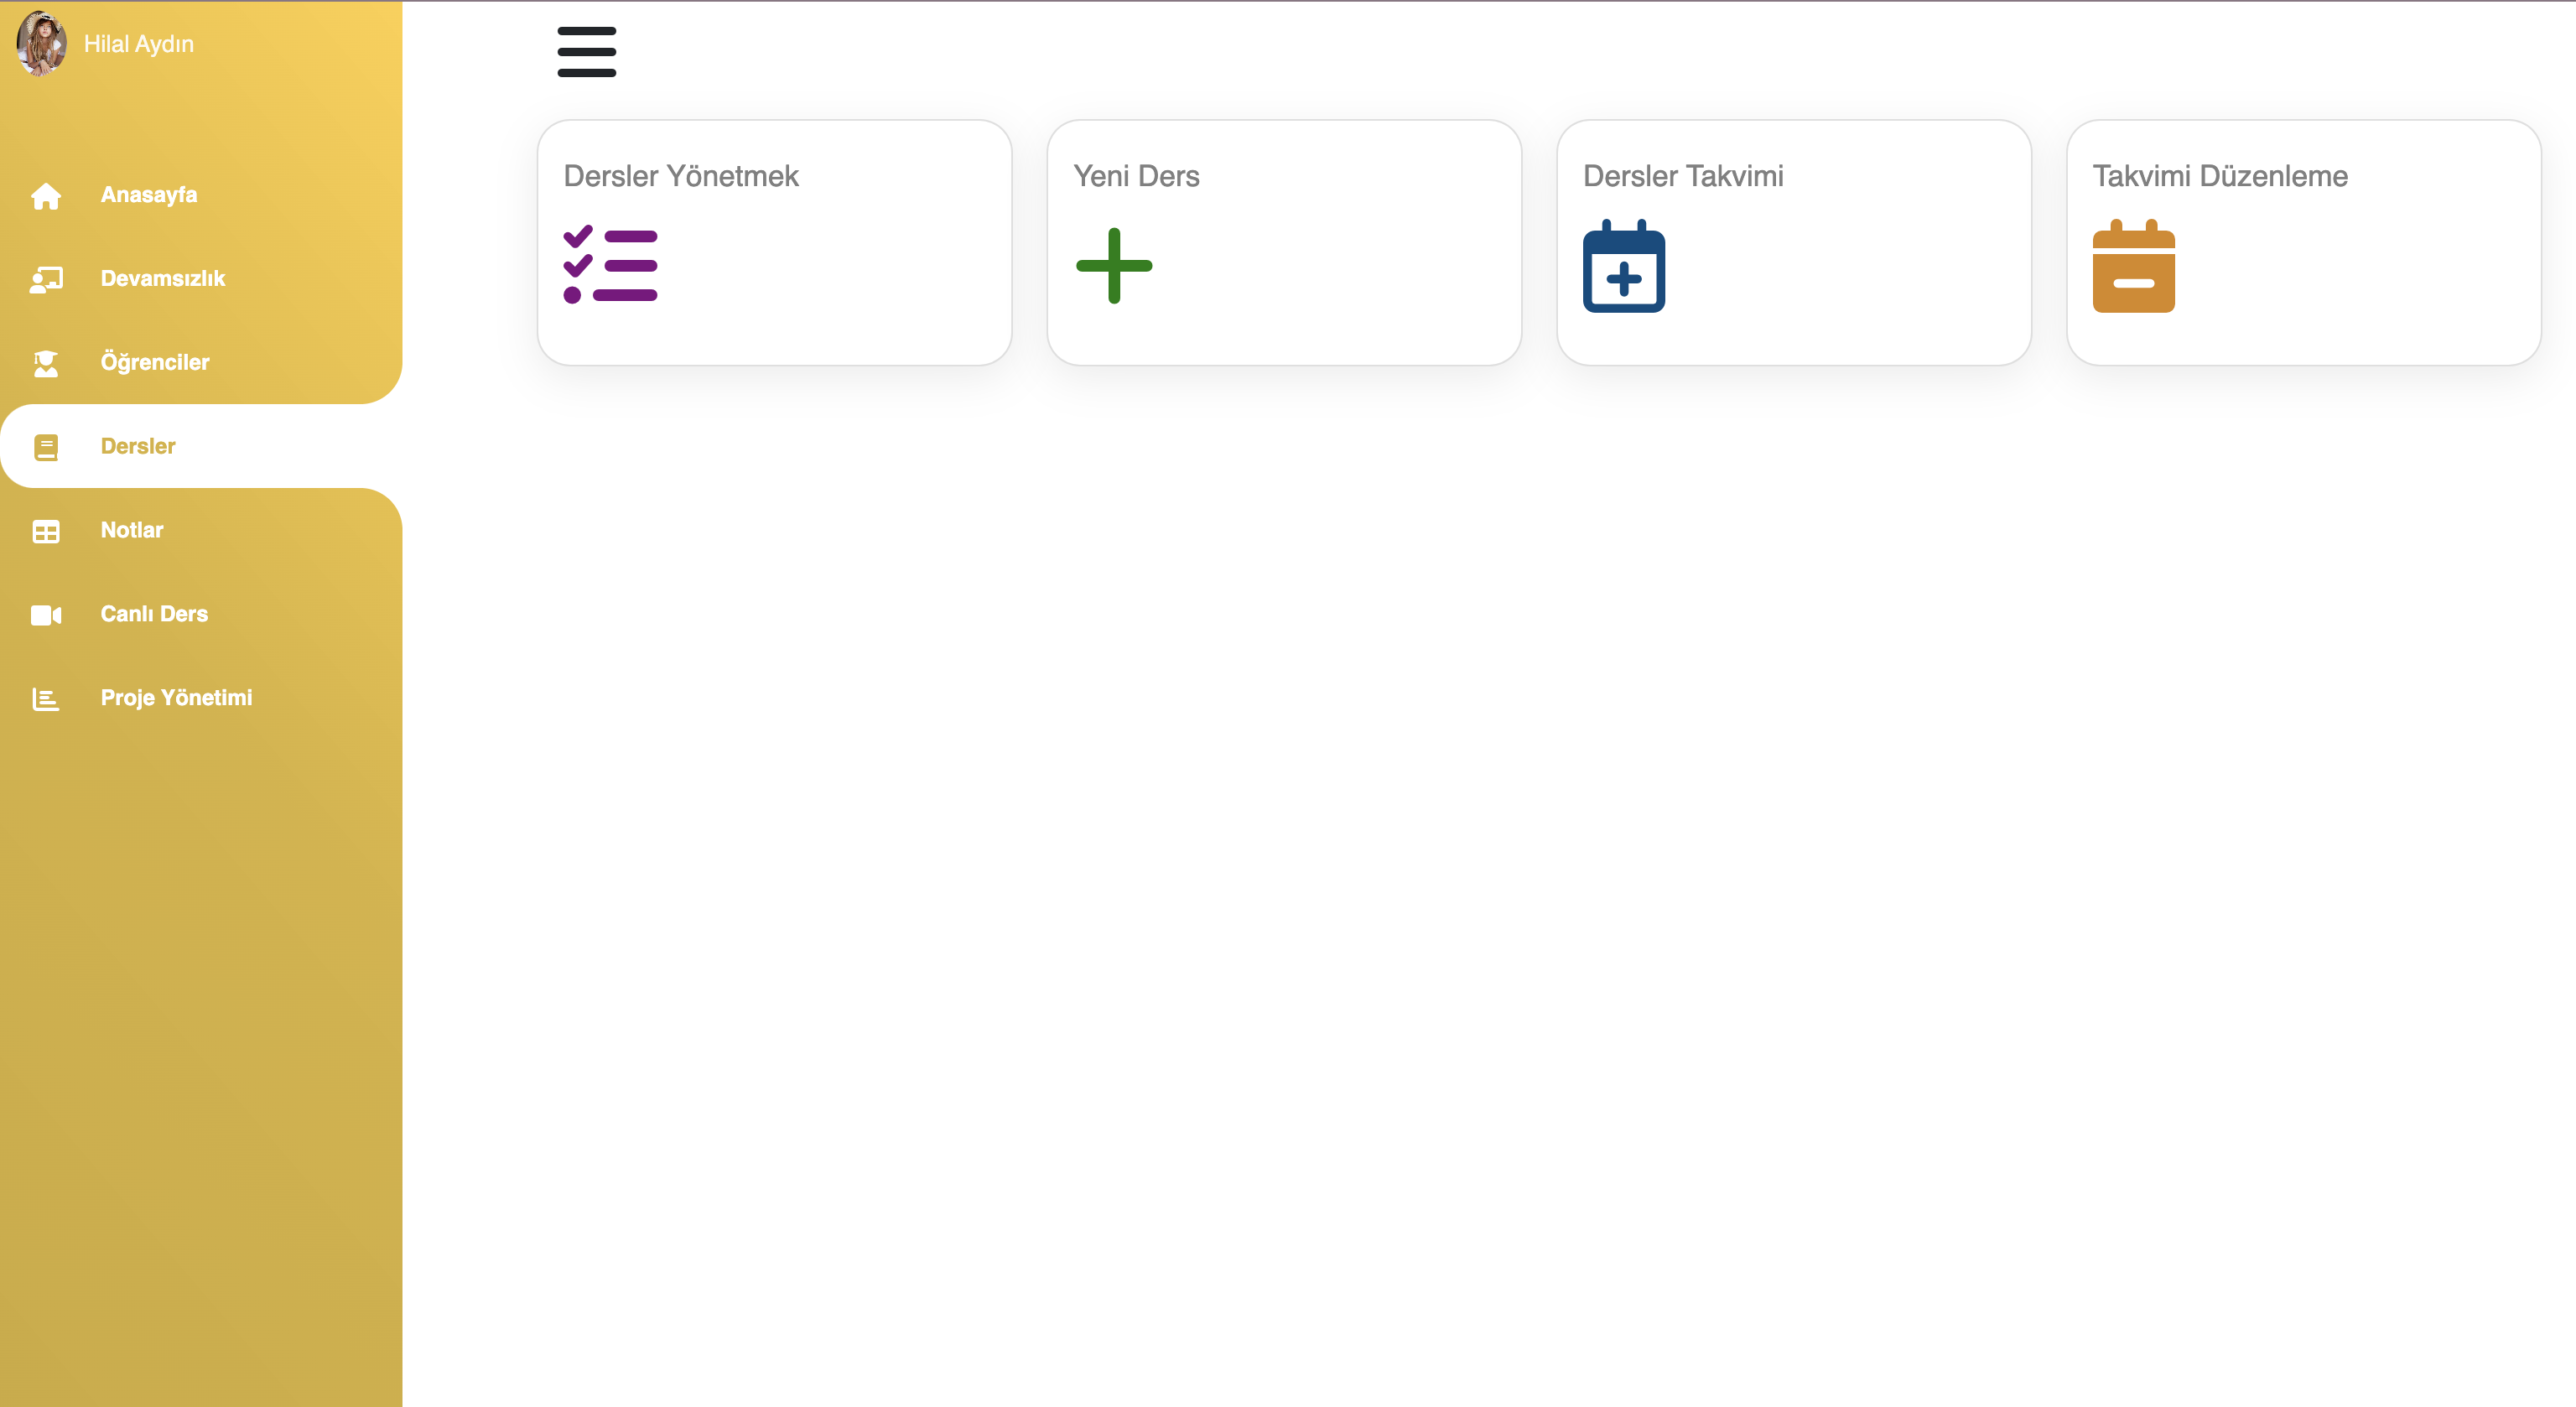 Hilal Aydın
Anasayfa
Devamsızlık
Öğrenciler
Dersler
Notlar
Canlı Ders
Proje Yönetimi
Dersler Yönetmek
Yeni Ders
Dersler Takvimi
Takvimi Düzenleme